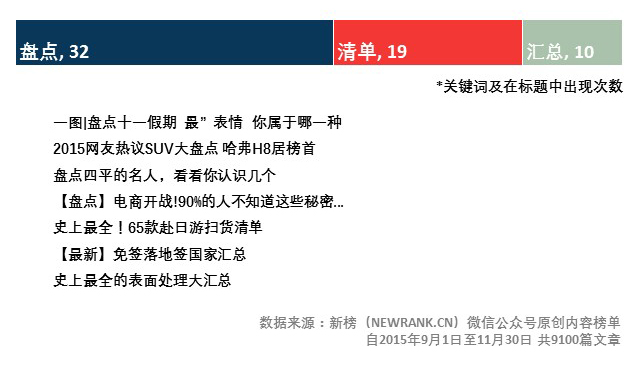 盘点, 32 清单, 19 汇总, 10
*关键词及在标题中出现次数
一图|盘点十一假期 最”表情 你属于哪一种
2015网友热议SUV大盘点 哈弗H8居榜首
盘点四平的名人，看看你认识几个
【盘点】电商开战!90%的人不知道这些秘密...
史上最全！65款赴日游扫货清单
【最新】免签落地签国家汇总
史上最全的表面处理大汇总
数据来源：新榜（NEWRANK.CN）微信公众号原创内容榜单
自2015年9月1日至11月30日 共9100篇文章